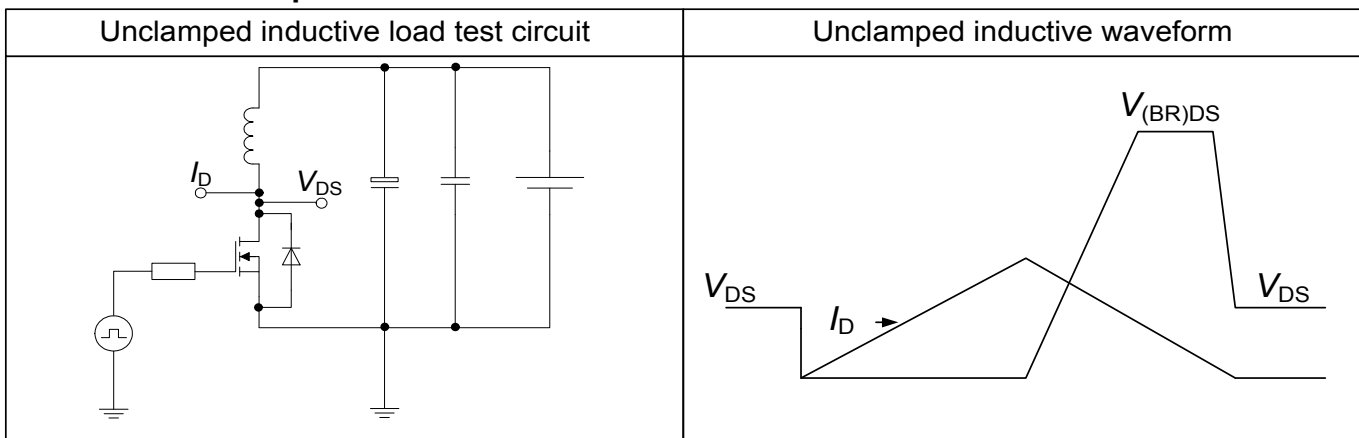 Unclamped inductive load test circuit
Unclamped inductive waveform
I_D
V_DS
V_(BR)DS
V_DS
I_D
V_DS